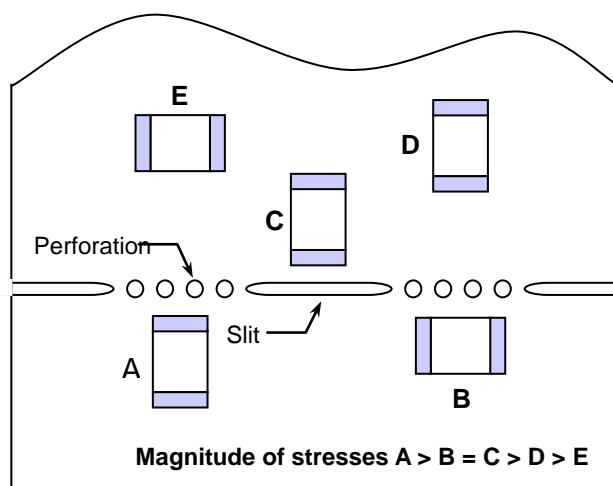 E
D
C
Perforation
Slit
A
B
Magnitude of stresses A > B = C > D > E